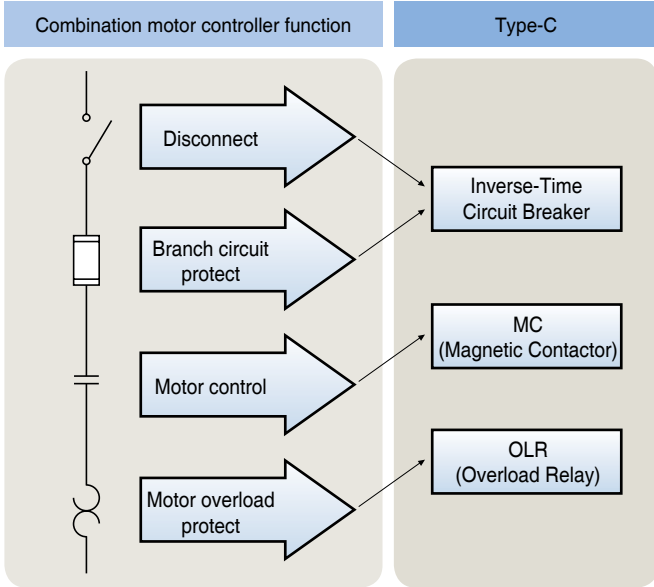 Combination motor controller function
Type-C
Disconnect
Branch circuit
protect
Motor control
Motor overload
protect
Inverse-Time
Circuit Breaker
MC
(Magnetic Contactor)
OLR
(Overload Relay)